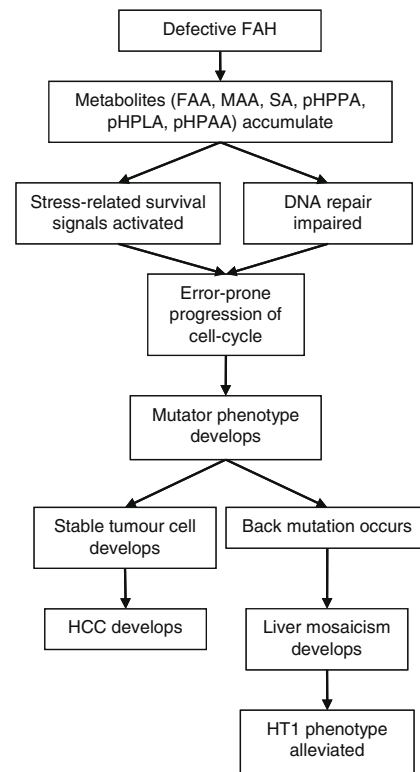 Defective FAH
Metabolites (FAA, MAA, SA, pHPPA,
pHPLA, pHPAA) accumulate
Stress-related survival
signals activated
DNA repair
impaired
Error-prone
progression of
cell-cycle
Mutator phenotype
develops
Stable tumour cell
develops
Back mutation occurs
HCC develops
Liver mosaicism
develops
HT1 phenotype
alleviated